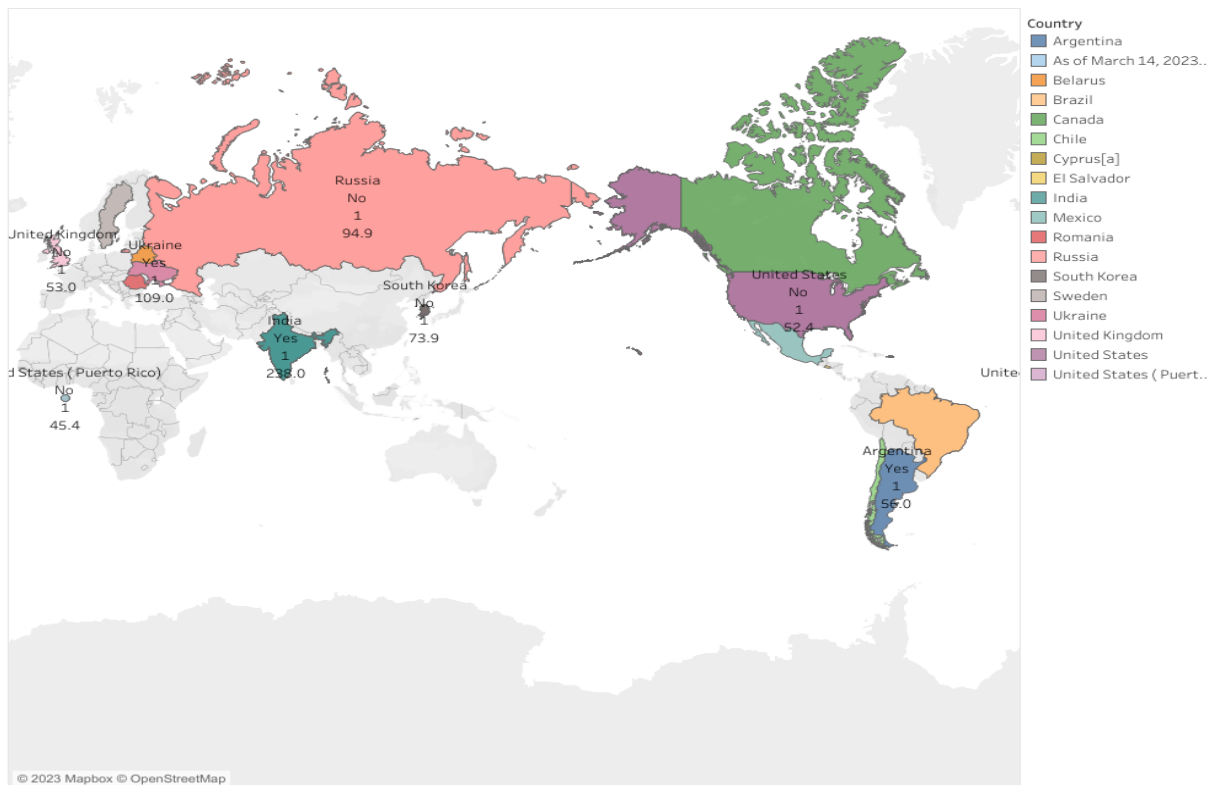 Russia
No
1
94.9
United Kingdom
No
1
53.0
Ukraine
Yes
1
109.0
South Korea
No
1
73.9
India
Yes
1
238.0
d States ( Puerto Rico)
No
1
45.4
United States
No
1
52.4
Unite
Argentina
Yes
1
56.0
© 2023 Mapbox © OpenStreetMap
Country
Argentina
As of March 14, 2023..
Belarus
Brazil
Canada
Chile
Cyprus[a]
El Salvador
India
Mexico
Romania
Russia
South Korea
Sweden
Ukraine
United Kingdom
United States
United States ( Puert..